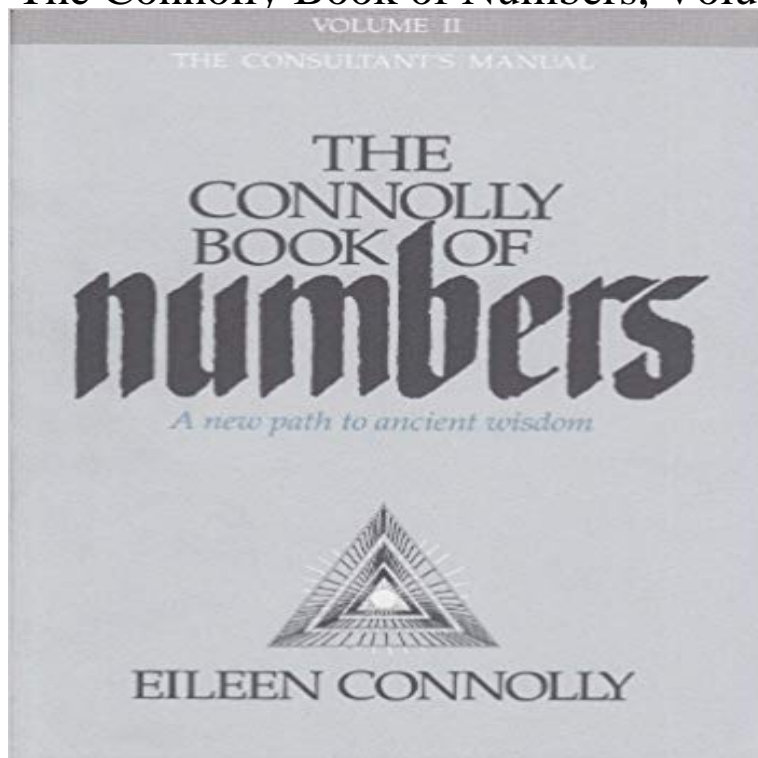 The Connolly Book of Numbers, Volu
VOLUME II
THE CONSULTANT'S MANUAL
THE
CONNOLLY
BOOK OF
numbers
A new path to ancient wisdom
EILEEN CONNOLLY